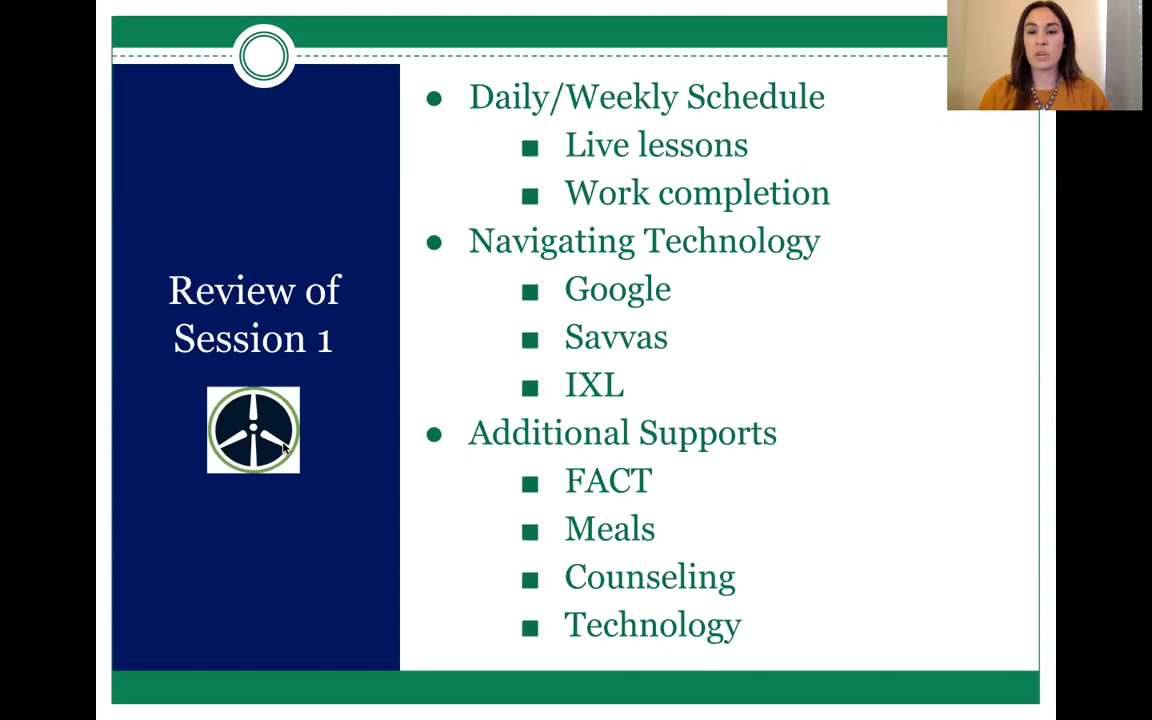 Review of
Session 1
Daily/Weekly Schedule
Live lessons
Work completion
Navigating Technology
Google
Savvas
IXL
Additional Supports
FACT
Meals
Counseling
Technology